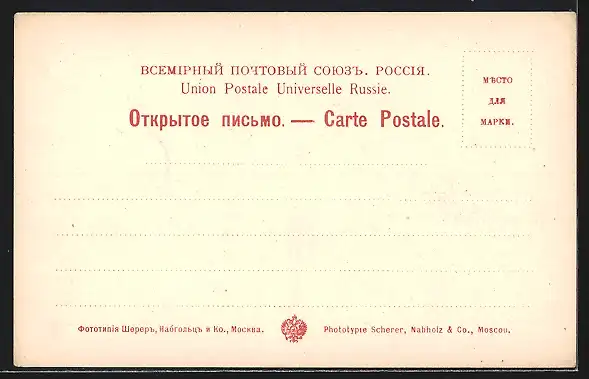 ВСЕМІРНЫЙ ПОЧТОВЫЙ СОЮЗЪ. РОССІЯ.
Union Postale Universelle Russie.
Открытое письмо. — Carte Postale.
МѢСТО
ДЛЯ
МАРКИ.
Фототипія Шереръ, Набгольцъ и Ко., Москва.
Phototypie Scherer, Nabholz & Co., Moscou.